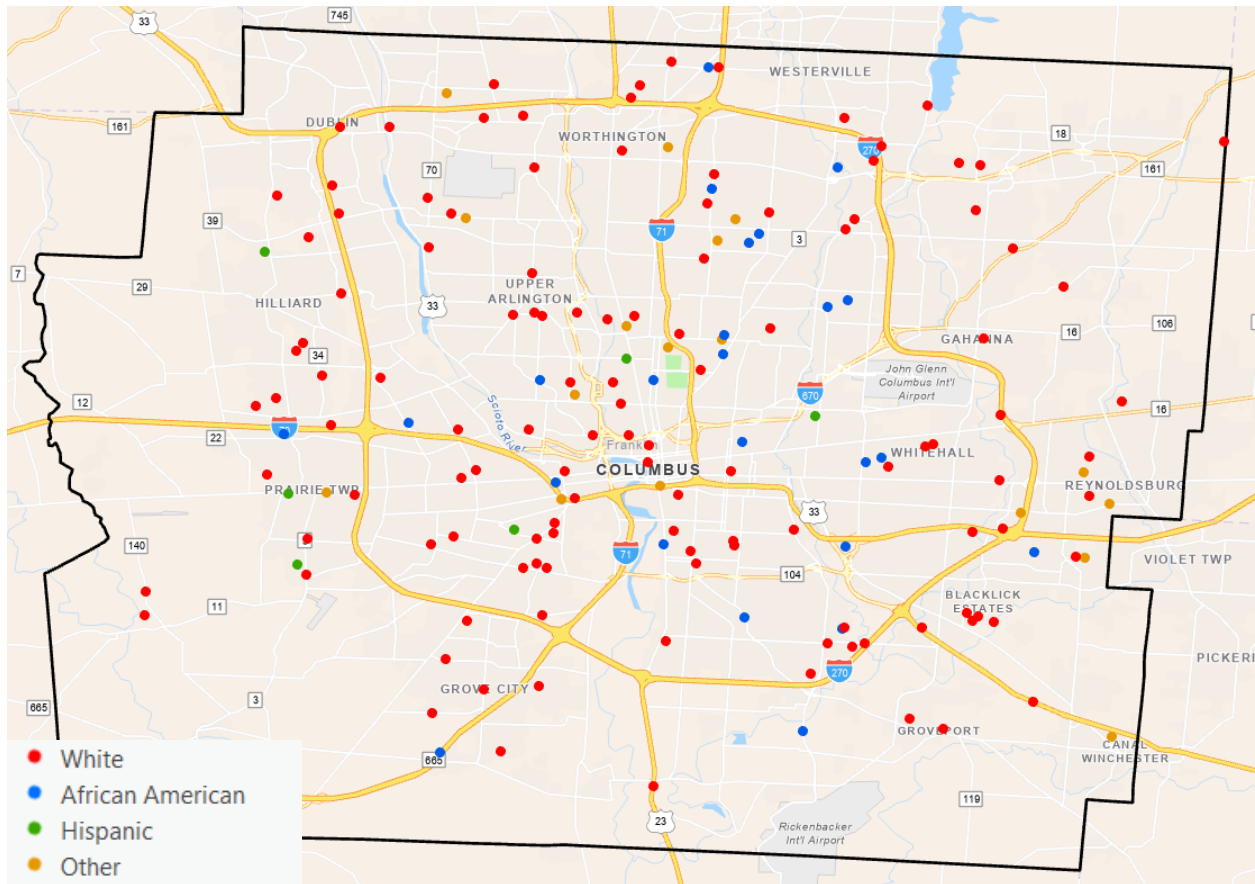 33
745
WESTERVILLE
161
DUBLIN
WORTHINGTON
270
18
161
70
39
71
3
7
29
UPPER
ARLINGTON
HILLIARD
33
16
106
GAHANNA
34
John Glenn
Columbus Int'l
Airport
12
Scioto River
670
16
22
70
Franklin
WHITEHALL
COLUMBUS
PRAIRIE TWP
REYNOLDSBURG
33
140
71
VIOLET TWP
104
11
BLACKLICK
ESTATES
PICKERI
270
665
3
GROVE CITY
GROVEPORT
665
CANAL
WINCHESTER
119
23
Rickenbacker
Int'l Airport
White
African American
Hispanic
Other